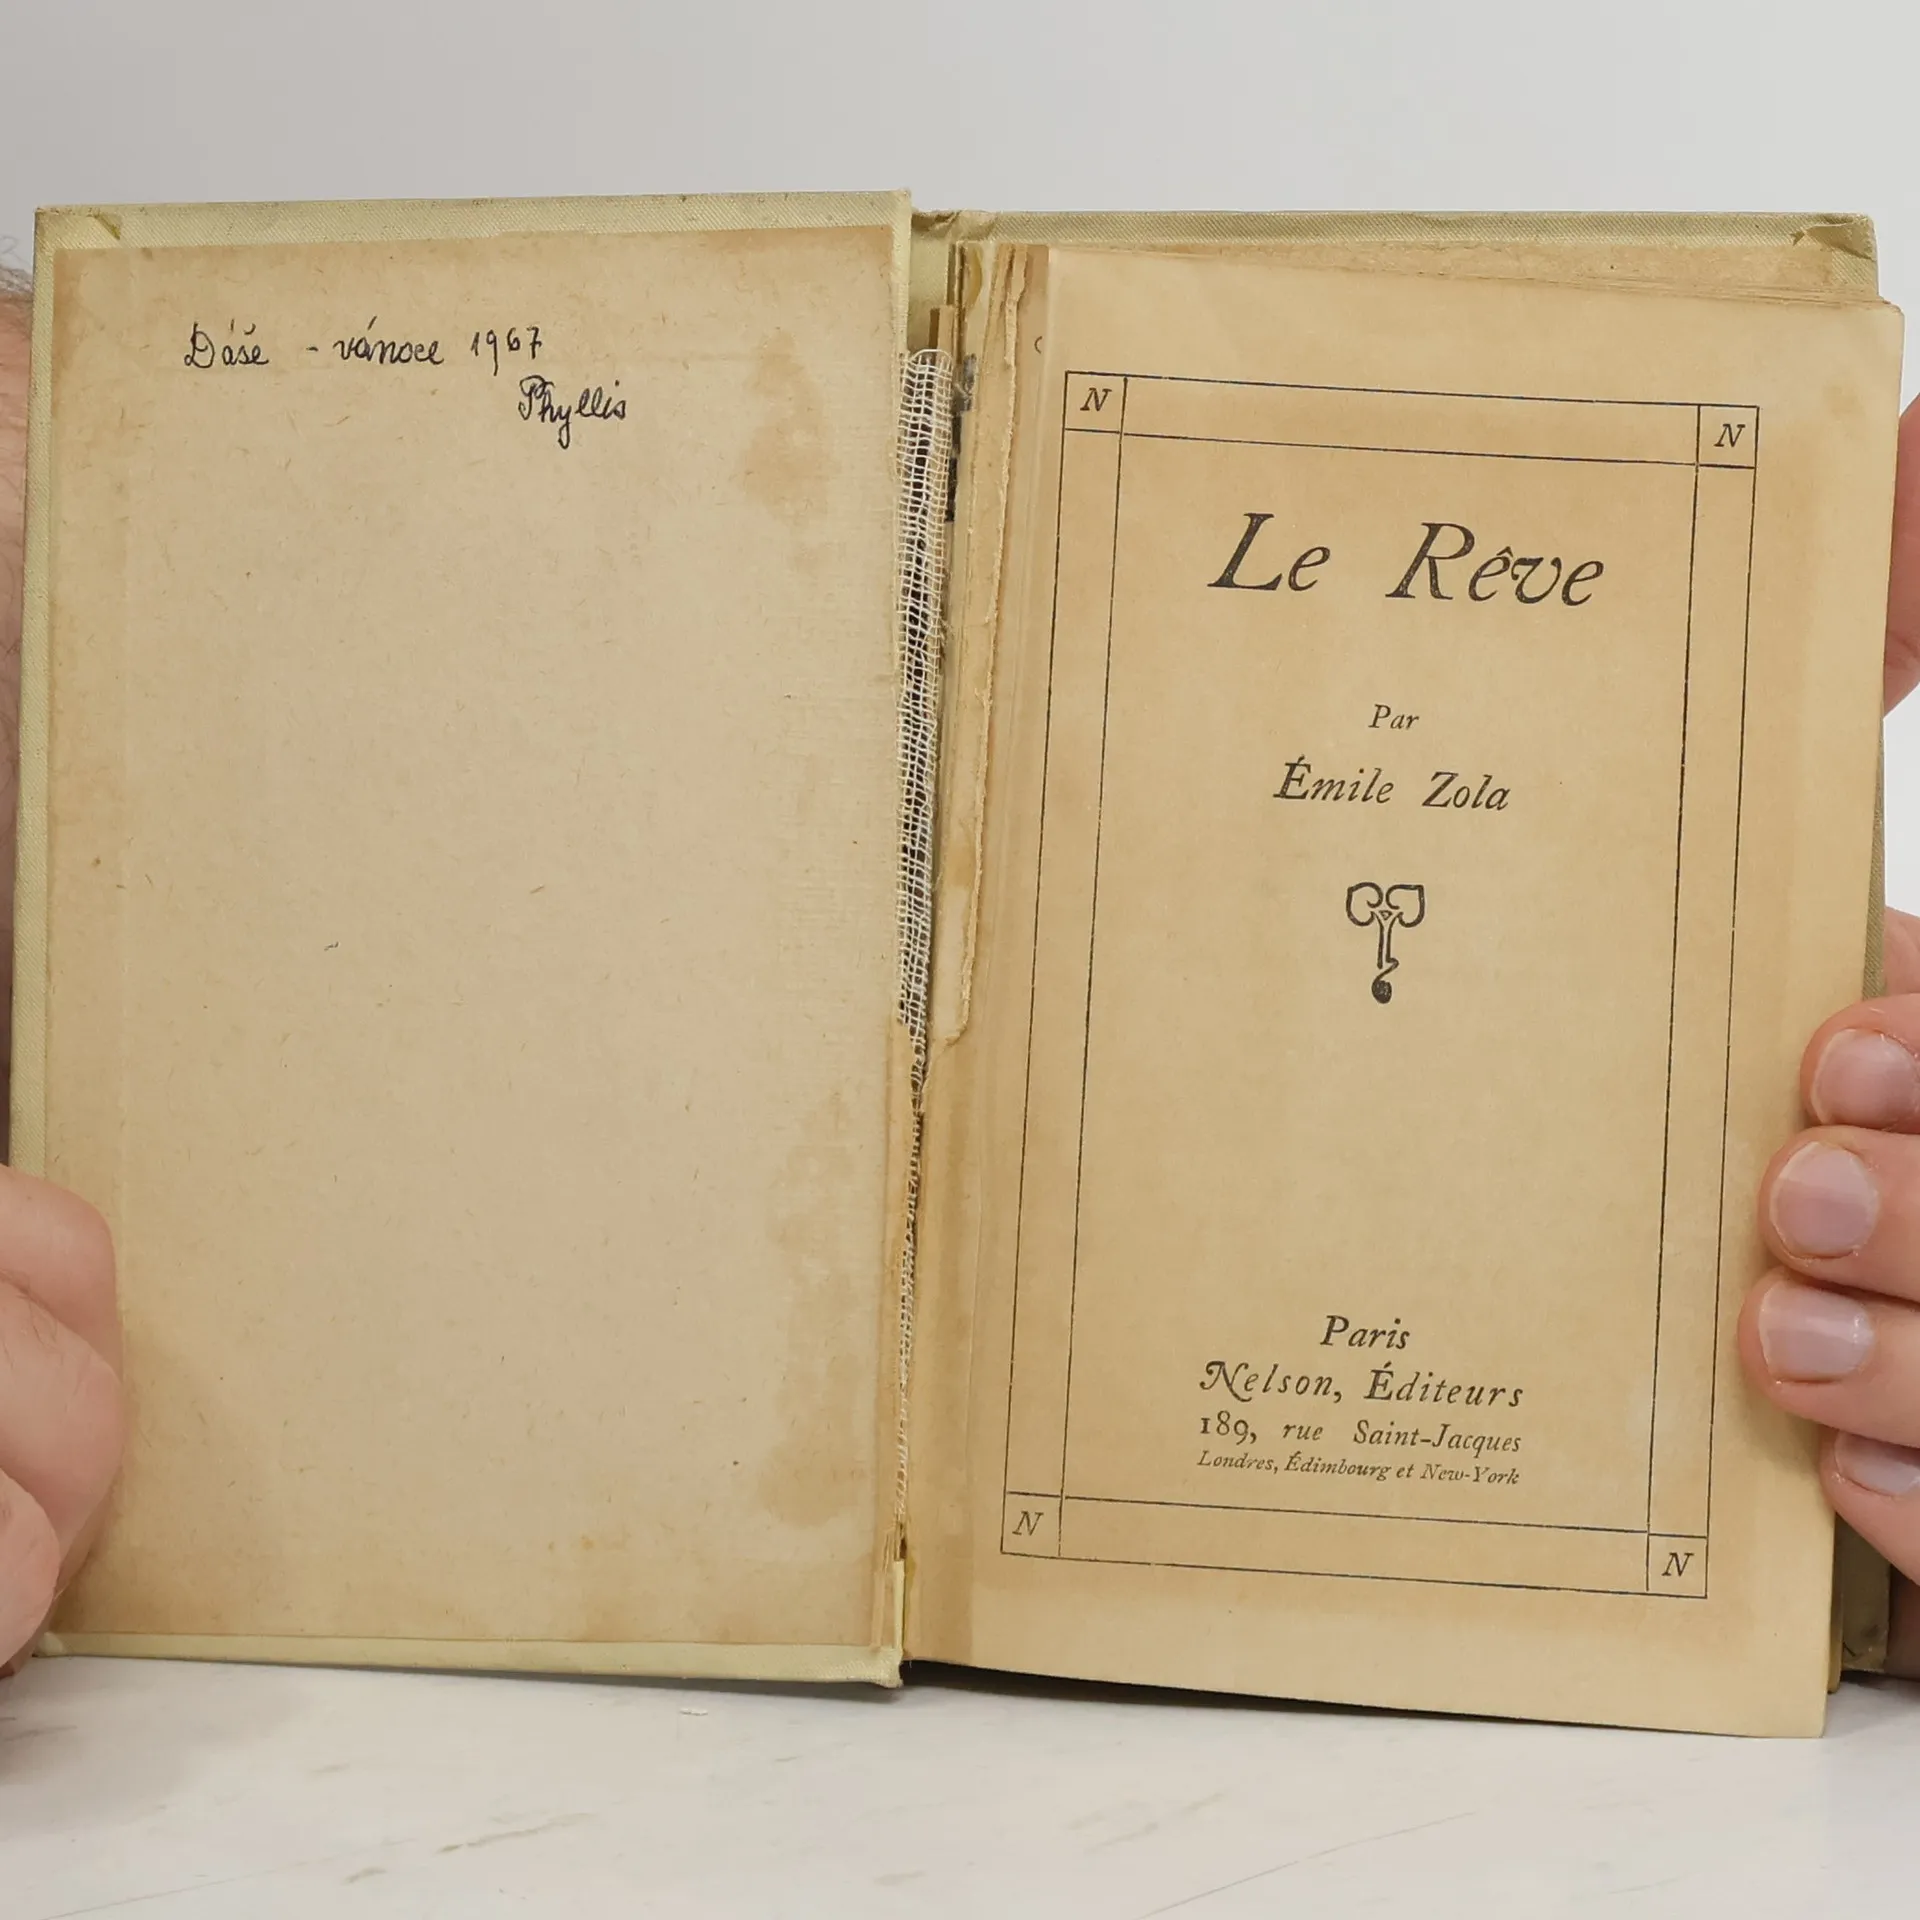 Dáše - vánoce 1967
Phyllis
N
N
Le Rêve
Par
Émile Zola
Paris
Nelson, Éditeurs
189, rue Saint-Jacques
Londres, Édimbourg et New-York
N
N